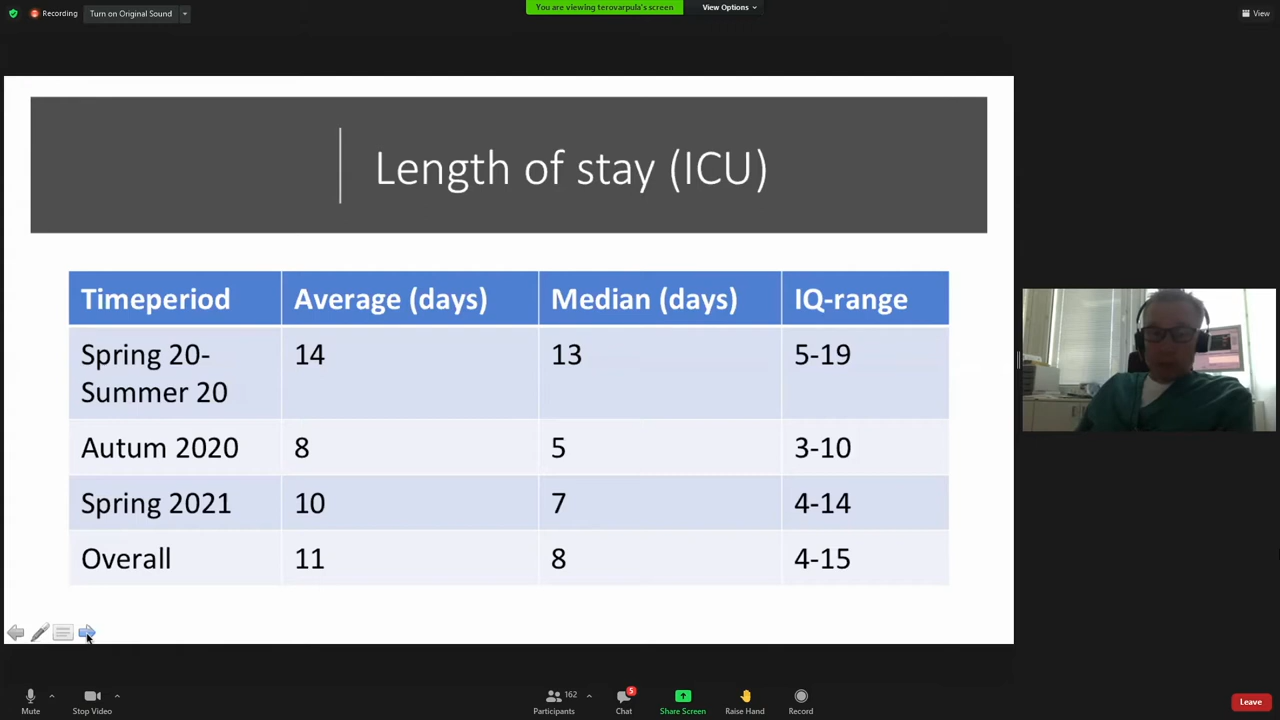 Recording
Turn on Original Sound
You are viewing terovarpula's screen
View Options
View
Length of stay (ICU)
Timeperiod Average (days) Median (days) IQ-range
Spring 20-
Summer 20 14 13 5-19
Autum 2020 8 5 3-10
Spring 2021 10 7 4-14
Overall 11 8 4-15
Mute
Stop Video
162
Participants
5
Chat
Share Screen
Raise Hand
Record
Leave